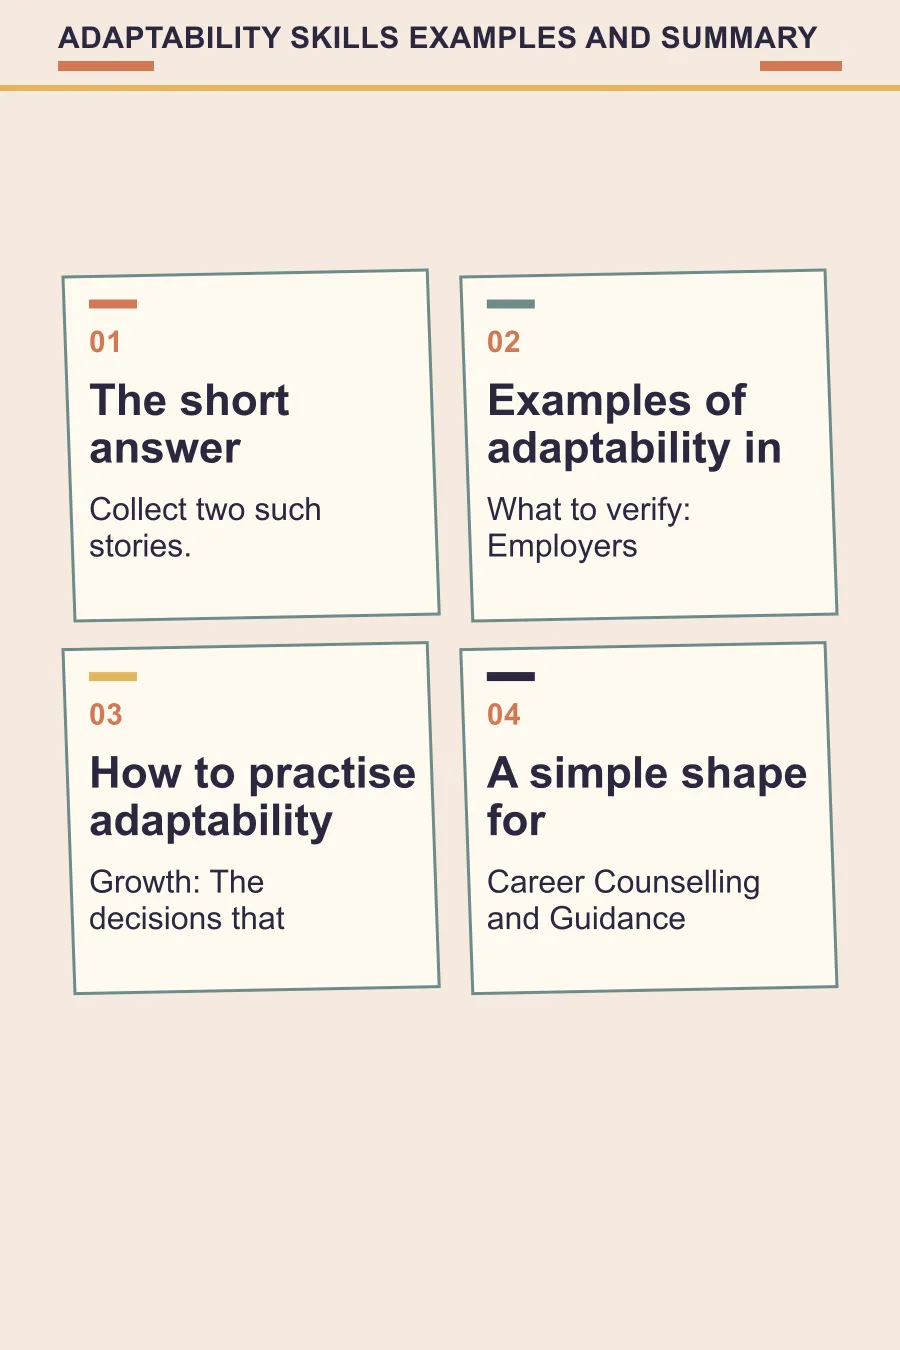 ADAPTABILITY SKILLS EXAMPLES AND SUMMARY
01
The short
answer
Collect two such
stories.
02
Examples of
adaptability in
What to verify:
Employers
03
How to practise
adaptability
Growth: The
decisions that
04
A simple shape
for
Career Counselling
and Guidance